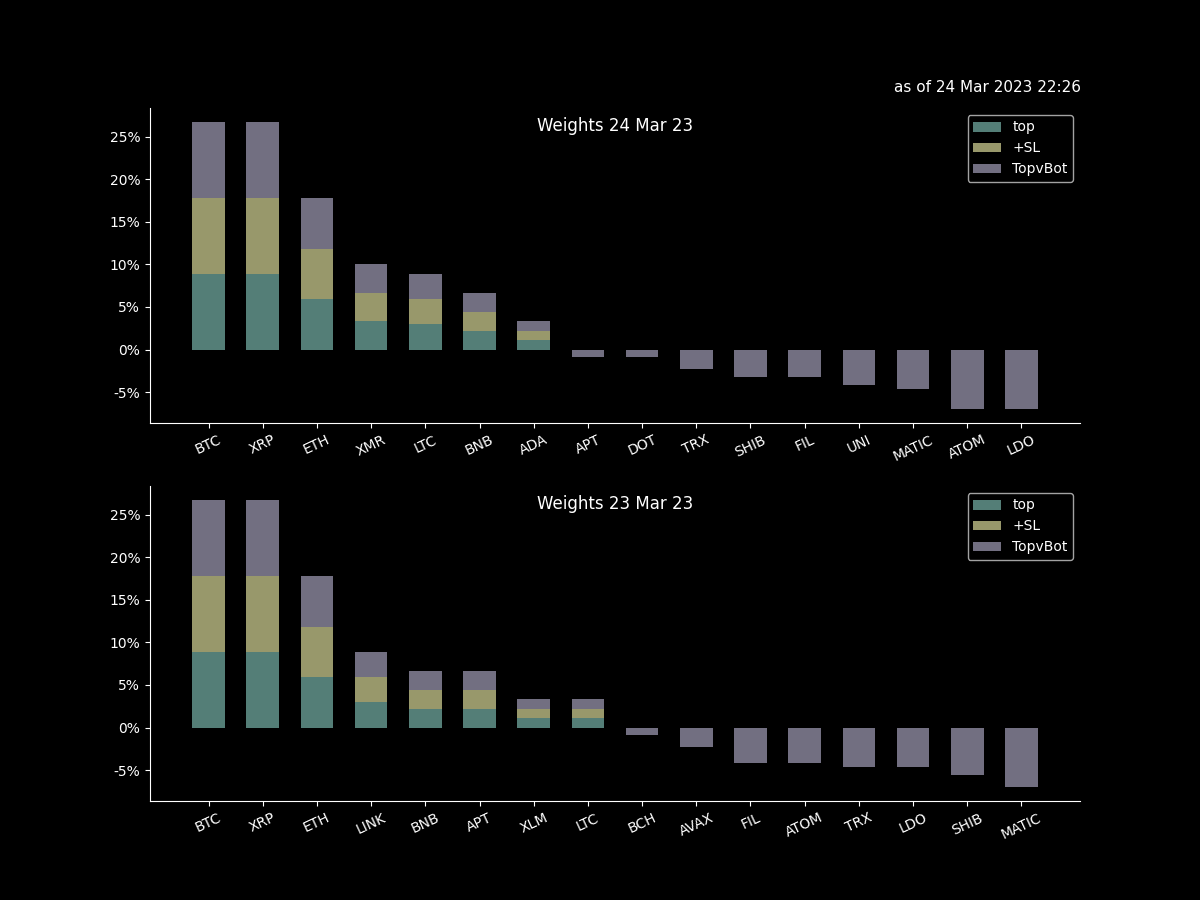 as of 24 Mar 2023 22:26
Weights 24 Mar 23
top
+SL
TopvBot
25%
20%
15%
10%
5%
0%
-5%
BTC XRP ETH XMR LTC BNB ADA APT DOT TRX SHIB FIL UNI MATIC ATOM LDO
Weights 23 Mar 23
top
+SL
TopvBot
25%
20%
15%
10%
5%
0%
-5%
BTC XRP ETH LINK BNB APT XLM LTC BCH AVAX FIL ATOM TRX LDO SHIB MATIC